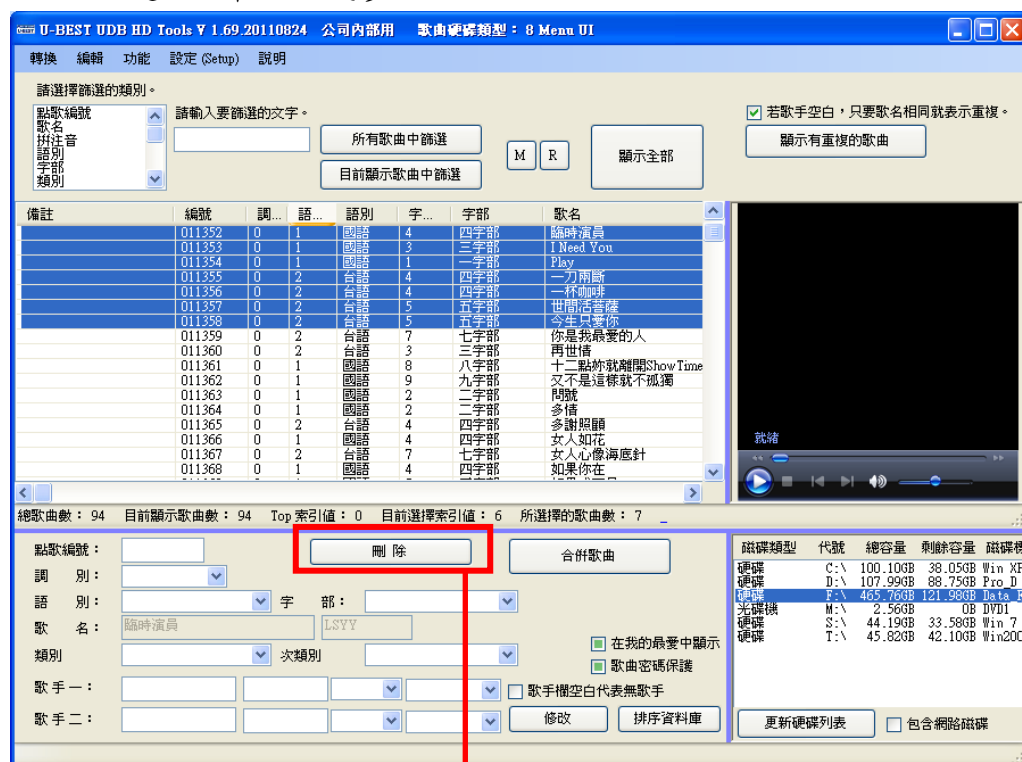 U-BEST UDB HD Tools V 1.69.20110824 公司內部用 歌曲硬碟類型：8 Menu UI
轉換 編輯 功能 設定 (Setup) 說明
請選擇篩選的類別。
點歌編號
歌名
拼注音
語別
字部
類別
請輸入要篩選的文字。
所有歌曲中篩選
目前顯示歌曲中篩選
M R
顯示全部
若歌手空白，只要歌名相同就表示重複。
顯示有重複的歌曲
備註 編號 調... 語... 語別 字... 字部 歌名
011352 0 1 國語 4 四字部 臨時演員
011353 0 1 國語 3 三字部 I Need You
011354 0 1 國語 1 一字部 Play
011355 0 2 台語 4 四字部 一刀兩斷
011356 0 2 台語 4 四字部 一杯咖啡
011357 0 2 台語 5 五字部 世間活菩薩
011358 0 2 台語 5 五字部 今生只愛你
011359 0 2 台語 7 七字部 你是我最愛的人
011360 0 2 台語 3 三字部 再世情
011361 0 1 國語 8 八字部 十二點妳就離開ShowTime
011362 0 1 國語 9 九字部 又不是這樣就不孤獨
011363 0 1 國語 2 二字部 問號
011364 0 1 國語 2 二字部 多情
011365 0 2 台語 4 四字部 多謝照顧
011366 0 1 國語 4 四字部 女人如花
011367 0 2 台語 7 七字部 女人心像海底針
011368 0 1 國語 4 四字部 如果你在
就緒
總歌曲數：94 目前顯示歌曲數：94 Top 索引值：0 目前選擇索引值：6 所選擇的歌曲數：7
點歌編號：
刪除
合併歌曲
調 別：
語 別：
字 部：
歌 名：
臨時演員
LSYY
類別
次類別
在我的最愛中顯示
歌曲密碼保護
歌手一：
歌手欄空白代表無歌手
歌手二：
修改
排序資料庫
磁碟類型 代號 總容量 剩餘容量 磁碟機
硬碟 C:\ 100.10GB 38.05GB Win XP
硬碟 D:\ 107.99GB 88.75GB Pro_D
硬碟 F:\ 465.76GB 121.98GB Data_F
光碟機 M:\ 2.56GB 0B DVD1
硬碟 S:\ 44.19GB 33.58GB Win 7
硬碟 T:\ 45.82GB 42.10GB Win200
更新硬碟列表
包含網路磁碟